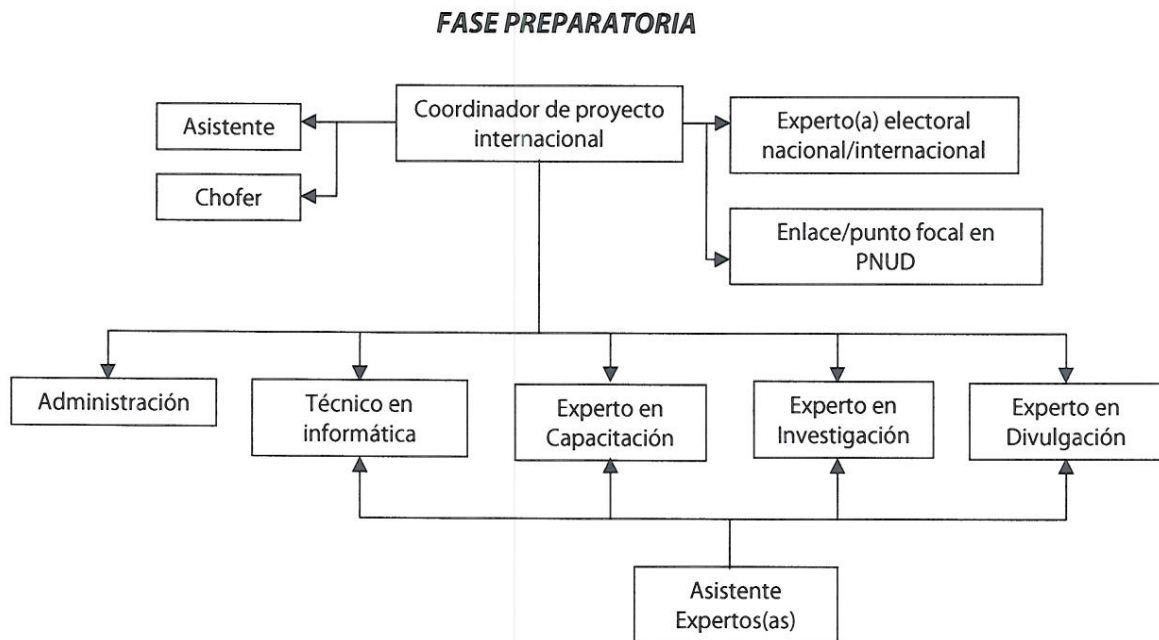 FASE PREPARATORIA
Asistente
Chofer
Coordinador de proyecto
internacional
Experto(a) electoral
nacional/internacional
Enlace/punto focal en
PNUD
Administración
Técnico en
informática
Experto en
Capacitación
Experto en
Investigación
Experto en
Divulgación
Asistente
Expertos(as)